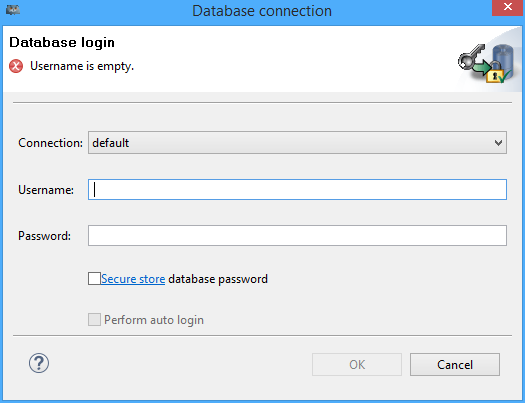 Database connection
Database login
Username is empty.
Connection: default
Username:
Password:
Secure store database password
Perform auto login
? OK Cancel